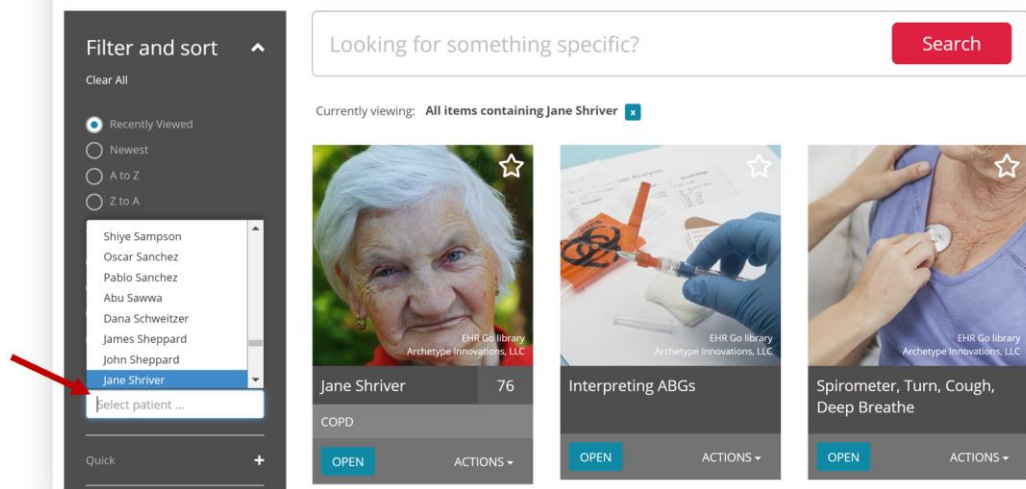 Filter and sort
Clear All
Recently Viewed
Newest
A to Z
Z to A
Shiye Sampson
Oscar Sanchez
Pablo Sanchez
Abu Sawwa
Dana Schweitzer
James Sheppard
John Sheppard
Jane Shriver
Select patient ...
Quick +
Looking for something specific?
Search
Currently viewing: All items containing Jane Shriver x
EHR Go library
Archetype Innovations, LLC
Jane Shriver 76
COPD
OPEN ACTIONS
EHR Go library
Archetype Innovations, LLC
Interpreting ABGs
OPEN ACTIONS
EHR Go library
Archetype Innovations, LLC
Spirometer, Turn, Cough,
Deep Breathe
OPEN ACTIONS